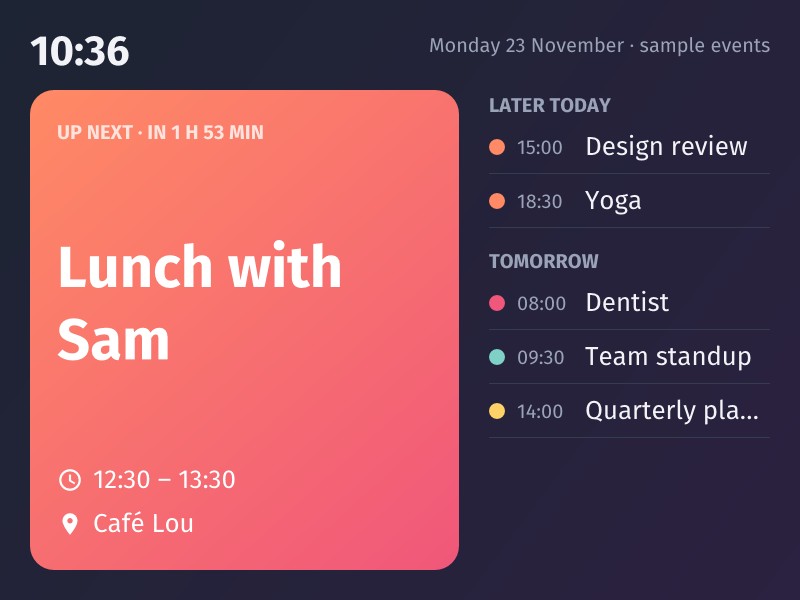 10:36
Monday 23 November · sample events
UP NEXT · IN 1 H 53 MIN
Lunch with
Sam
12:30 – 13:30
Café Lou
LATER TODAY
15:00 Design review
18:30 Yoga
TOMORROW
08:00 Dentist
09:30 Team standup
14:00 Quarterly pla...